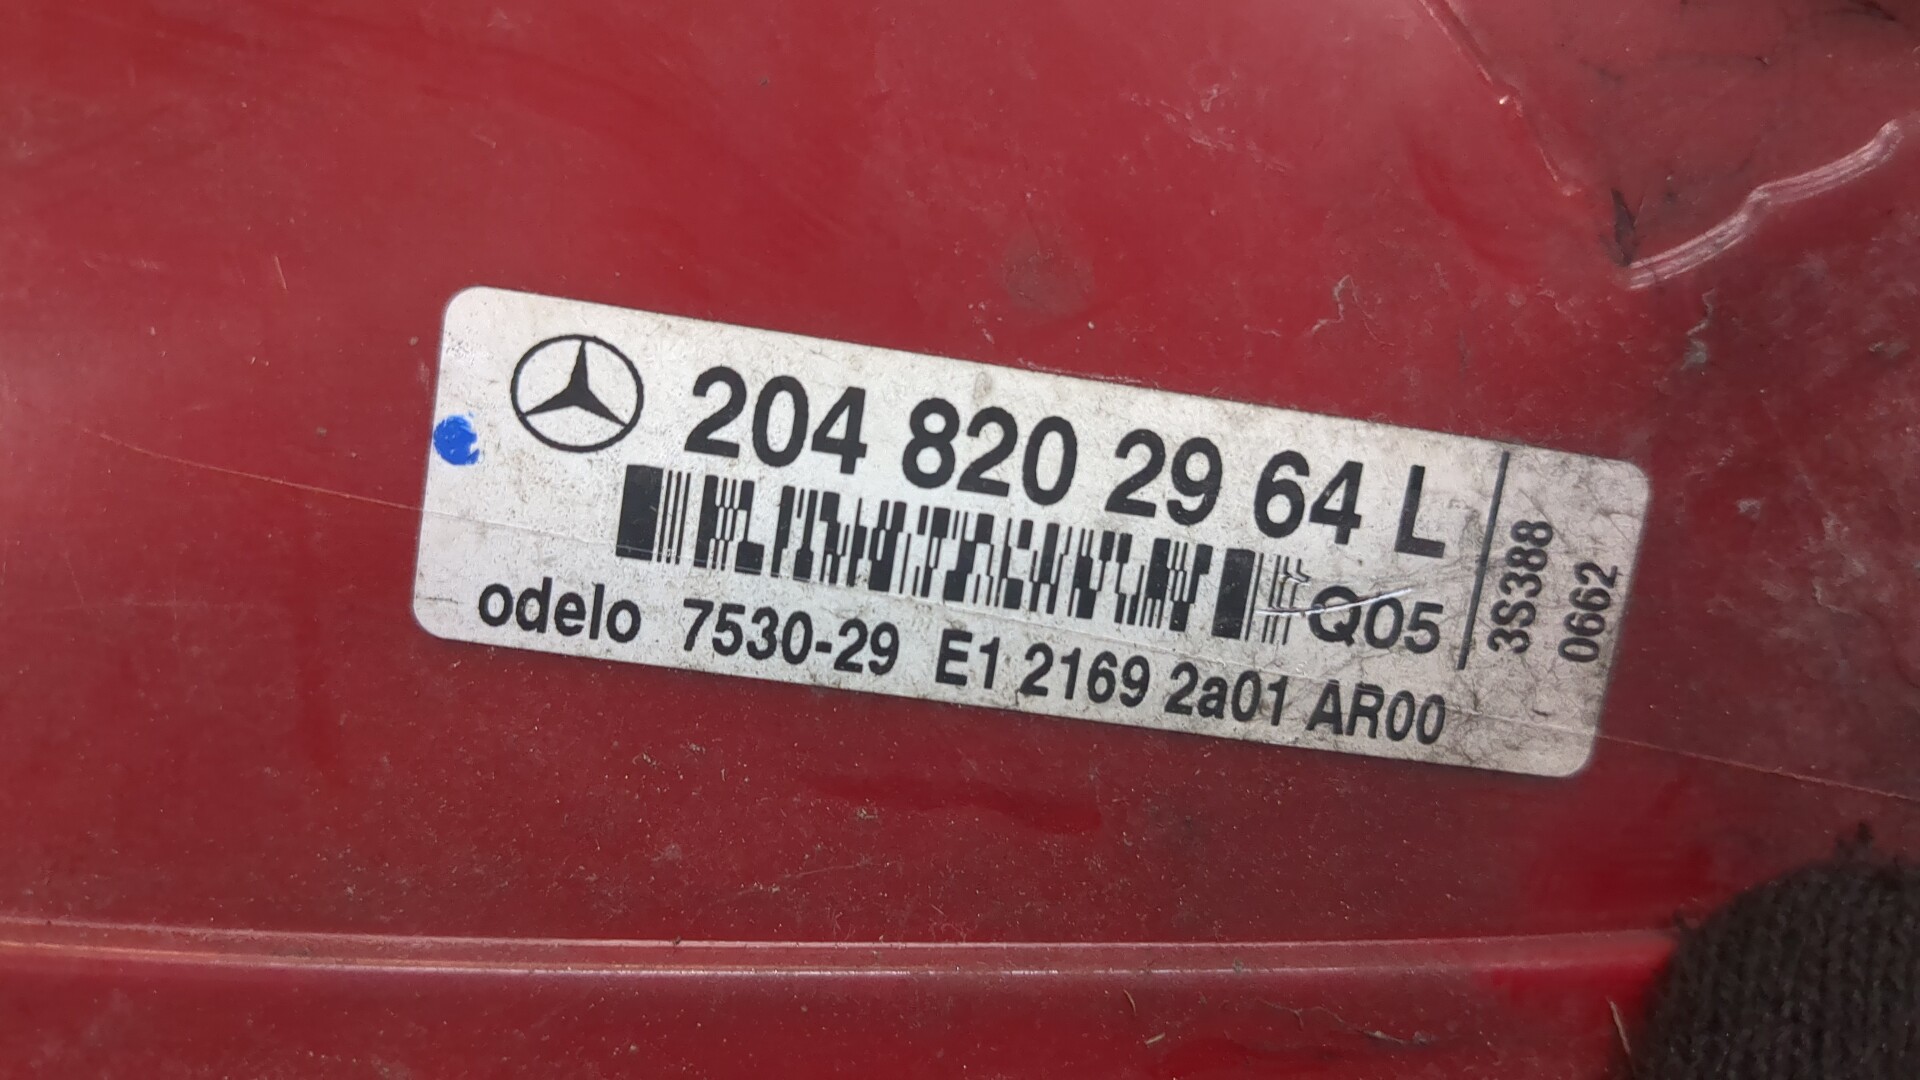 204 820 29 64 L
Q05
odelo 7530-29 E1 2169 2a01 AR00
3S388
0662